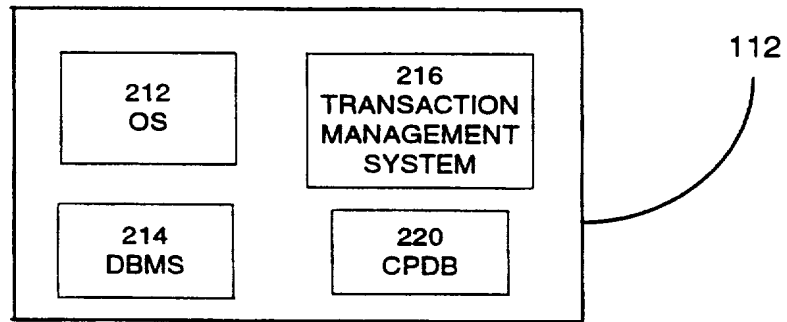 212
OS
216
TRANSACTION
MANAGEMENT
SYSTEM
112
214
DBMS
220
CPDB